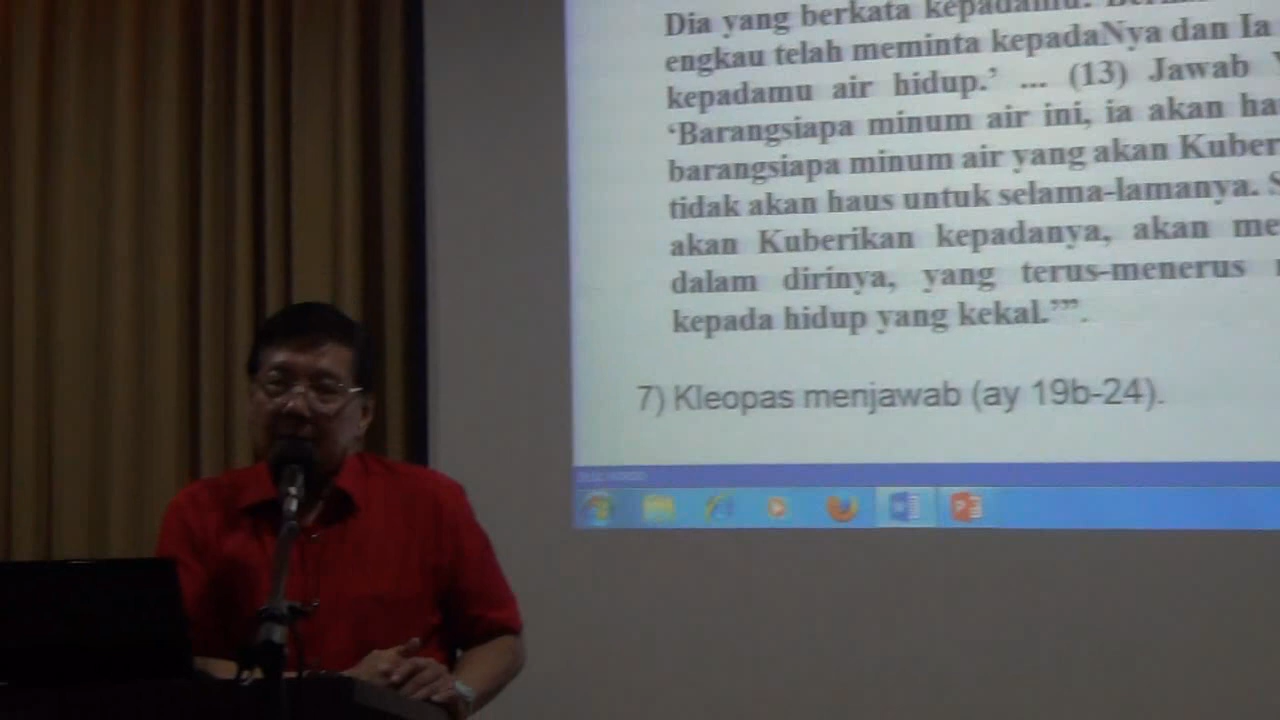 Dia yang berkata kepadamu:
engkau telah meminta kepadaNya dan Ia
kepadamu air hidup.’ ... (13) Jawab
‘Barangsiapa minum air ini, ia akan
barangsiapa minum air yang akan
tidak akan haus untuk selama-lamanya.
akan Kuberikan kepadanya, akan
dalam dirinya, yang terus-menerus
kepada hidup yang kekal.’”.
7) Kleopas menjawab (ay 19b-24).